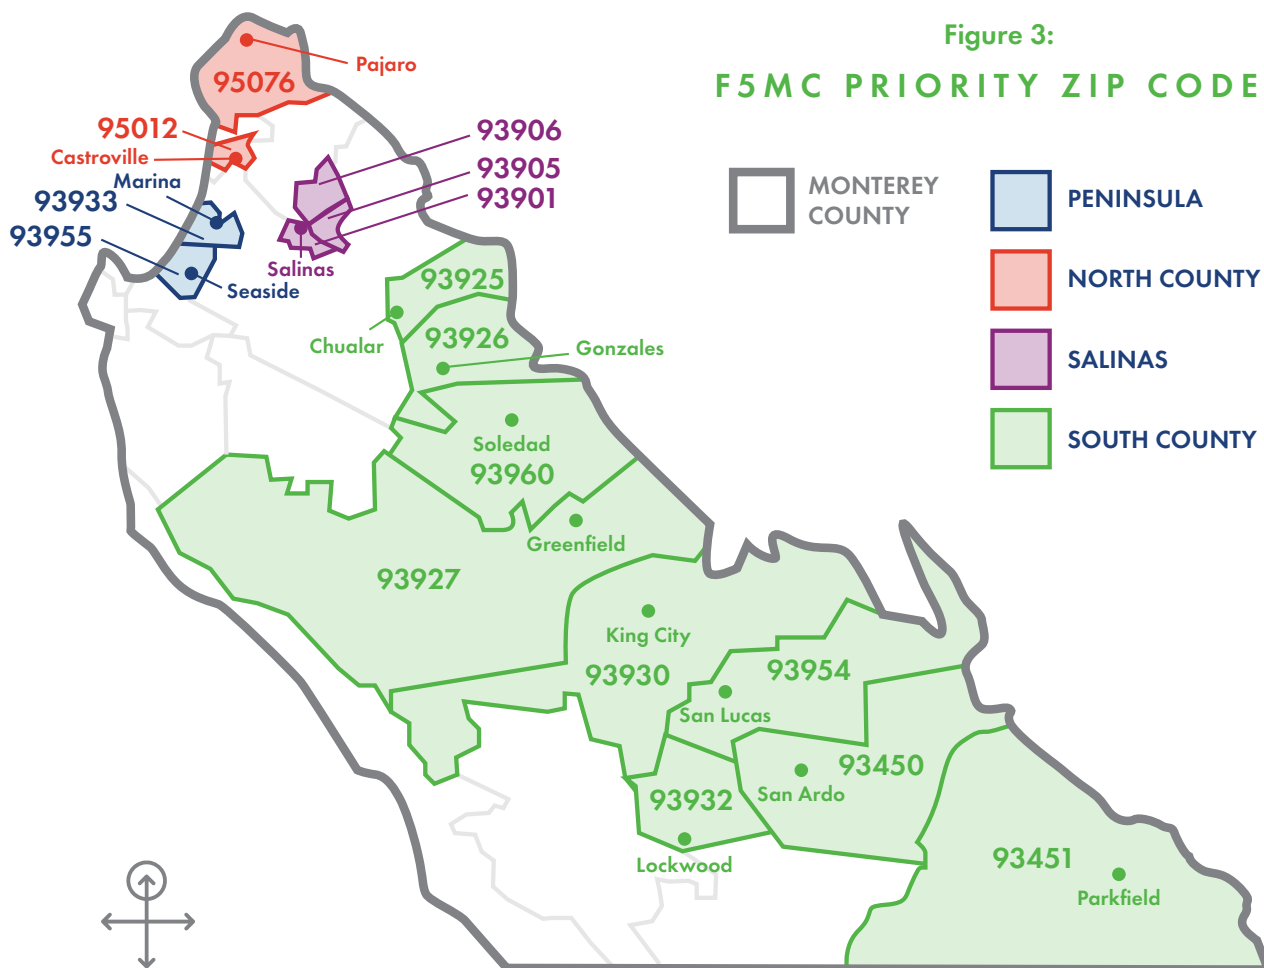 Figure 3:
F5MC PRIORITY ZIP CODE
MONTEREY
COUNTY
PENINSULA
NORTH COUNTY
SALINAS
SOUTH COUNTY
Pajaro
95076
95012
Castroville
Marina
93933
93955
Seaside
93906
93905
93901
Salinas
93925
Chualar
93926
Gonzales
Soledad
93960
Greenfield
93927
King City
93930
93954
San Lucas
93450
San Ardo
93932
Lockwood
93451
Parkfield